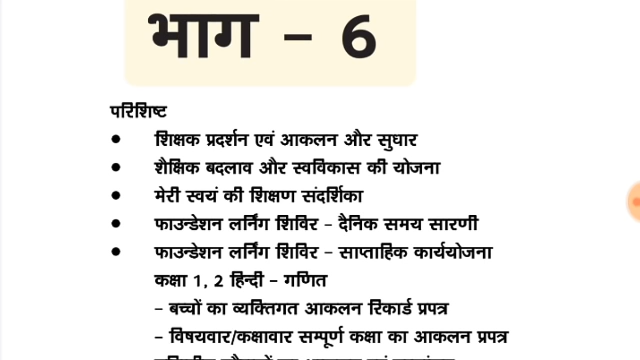 भाग – 6
परिशिष्ट
• शिक्षक प्रदर्शन एवं आकलन और सुधार
• शैक्षिक बदलाव और स्वविकास की योजना
• मेरी स्वयं की शिक्षण संदर्शिका
• फाउन्डेशन लर्निंग शिविर – दैनिक समय सारणी
• फाउन्डेशन लर्निंग शिविर – साप्ताहिक कार्ययोजना
कक्षा 1, 2 हिन्दी – गणित
– बच्चों का व्यक्तिगत आकलन रिकार्ड प्रपत्र
– विषयवार/कक्षावार सम्पूर्ण कक्षा का आकलन प्रपत्र